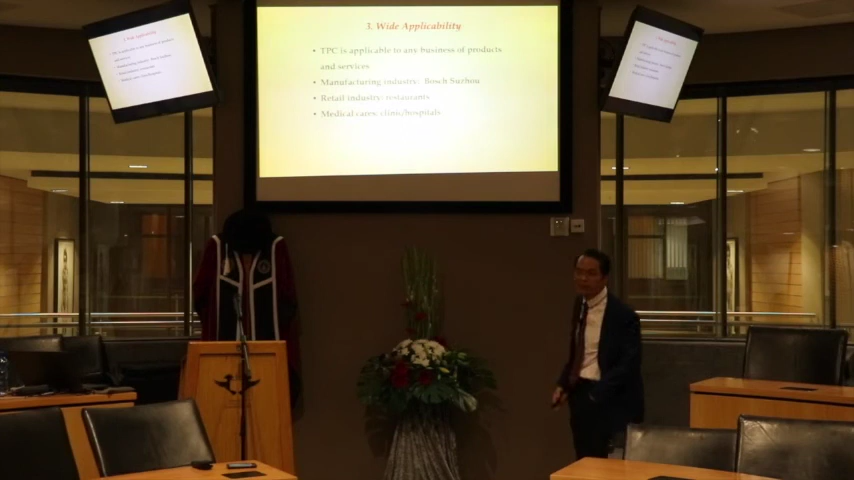 3. Wide Applicability
• TPC is applicable to any business of products
and services
• Manufacturing industry: Bosch Suzhou
• Retail industry: restaurants
• Medical cares: clinic/hospitals